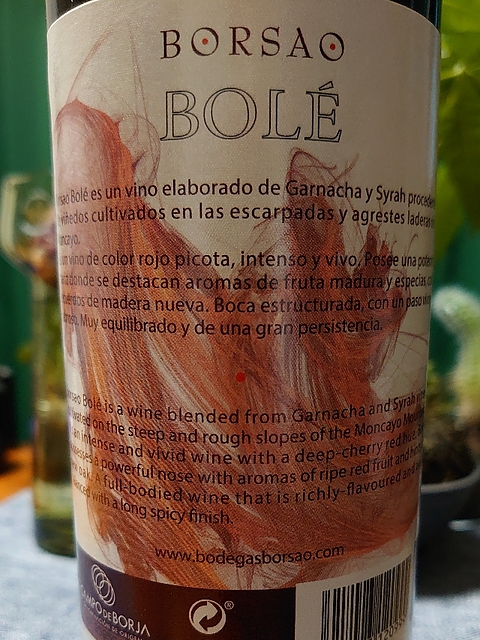 BORSAO
BOLÉ
Bolé es un vino elaborado de Garnacha y Syrah
viñedos cultivados en las escarpadas y agrestes
un vino de color rojo picota, intenso y vivo. Posee una
donde se destacan aromas de fruta madura y especias,
de madera nueva. Boca estructurada, con un paso
Muy equilibrado y de una gran persistencia.
Bolé is a wine blended from Garnacha and Syrah
on the steep and rough slopes of the Moncayo
an intense and vivid wine with a deep-cherry red hue.
a powerful nose with aromas of ripe red fruit and
oak. A full-bodied wine that is richly-flavoured and
with a long spicy finish.
www.bodegasborsao.com
CAMPO DE BORJA
®